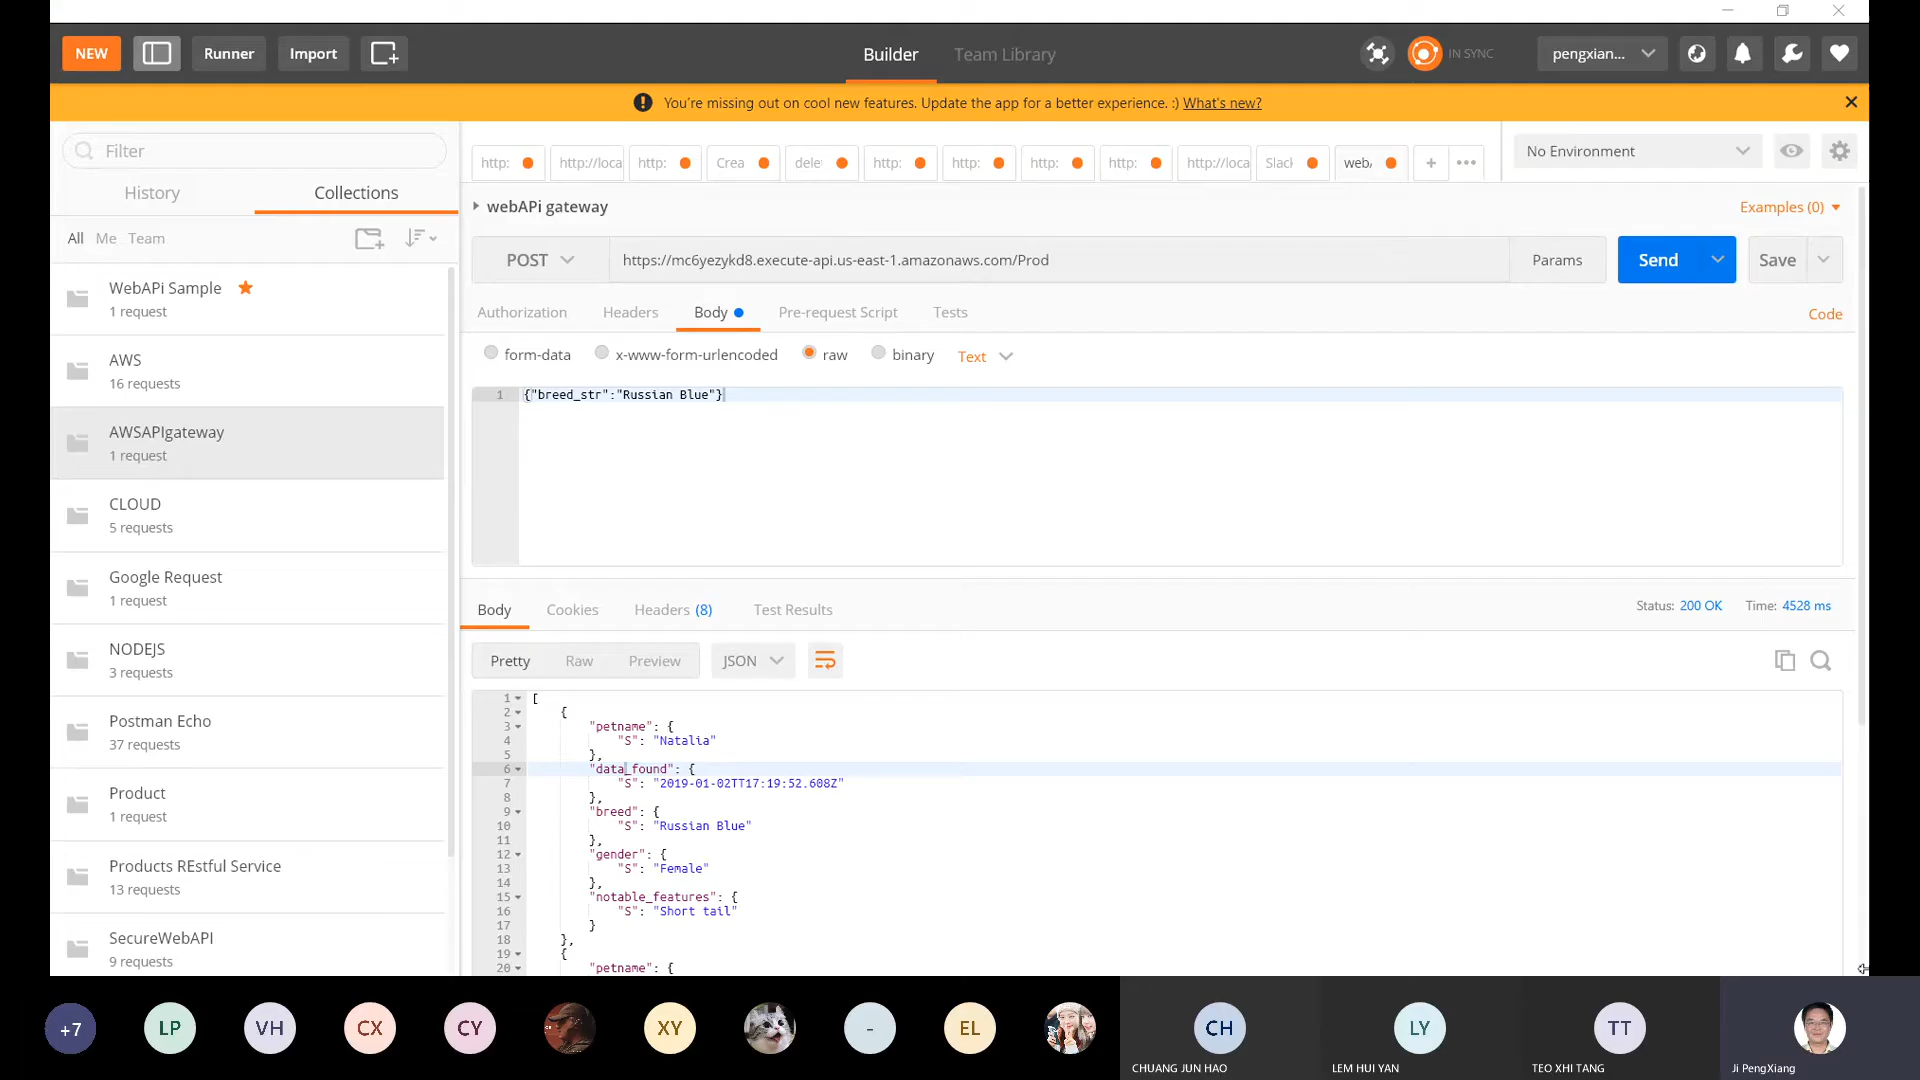 NEW
Runner
Import
Builder
Team Library
IN SYNC
pengxian...
You're missing out on cool new features. Update the app for a better experience. :) What's new?
Filter
History
Collections
All Me Team
WebAPi Sample
1 request
AWS
16 requests
AWSAPIgateway
1 request
CLOUD
5 requests
Google Request
1 request
NODEJS
3 requests
Postman Echo
37 requests
Product
1 request
Products REstful Service
13 requests
SecureWebAPI
9 requests
http:
http://loca
http:
Crea
dele
http:
http:
http:
http:
http://loca
Slack
web
No Environment
webAPi gateway
Examples (0)
POST
https://mc6yezykd8.execute-api.us-east-1.amazonaws.com/Prod
Params
Send
Save
Authorization
Headers
Body
Pre-request Script
Tests
Code
form-data
x-www-form-urlencoded
raw
binary
Text
1 {"breed_str":"Russian Blue"}
Body
Cookies
Headers (8)
Test Results
Status: 200 OK
Time: 4528 ms
Pretty
Raw
Preview
JSON
1 [
2 {
3 "petname": {
4 "S": "Natalia"
5 },
6 "data_found": {
7 "S": "2019-01-02TT17:19:52.608Z"
8 },
9 "breed": {
10 "S": "Russian Blue"
11 },
12 "gender": {
13 "S": "Female"
14 },
15 "notable_features": {
16 "S": "Short tail"
17 }
18 },
19 {
20 "petname": {
+7
LP
VH
CX
CY
XY
-
EL
CH
CHUANG JUN HAO
LY
LEM HUI YAN
TT
TEO XHI TANG
Ji PengXiang